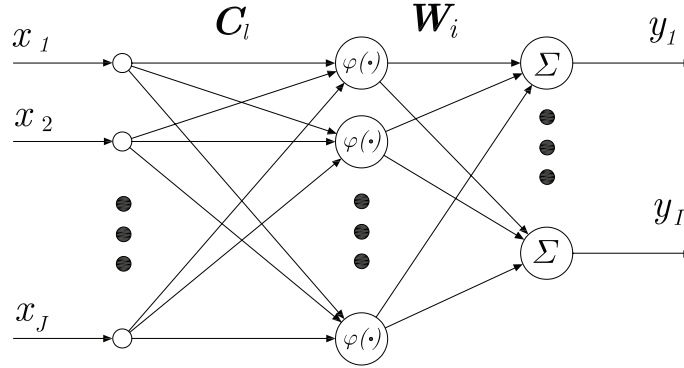 C_l W_i
x_1 φ(·) Σ y_1
x_2 φ(·)
Σ y_I
x_J φ(·)